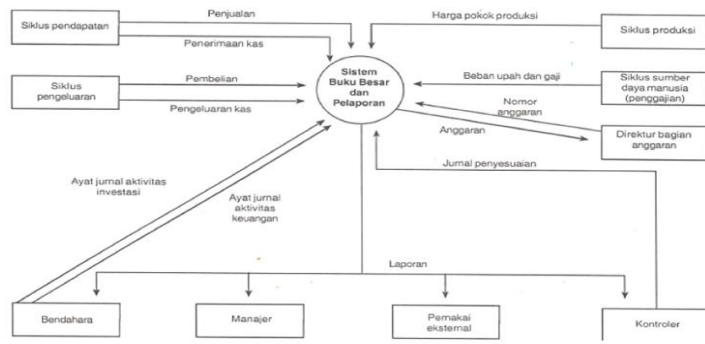 Penjualan
Siklus pendapatan
Penerimaan kas
Harga pokok produksi
Siklus produksi
Sistem
Buku Besar
dan
Pelaporan
Siklus
pengeluaran
Pembelian
Pengeluaran kas
Beban upah dan gaji
Siklus sumber
daya manusia
(penggajian)
Nomor
anggaran
Anggaran
Direktur bagian
anggaran
Jurnal penyesuaian
Ayat jurnal aktivitas
investasi
Ayat jurnal
aktivitas
keuangan
Laporan
Bendahara
Manajer
Pemakai
eksternal
Kontroler